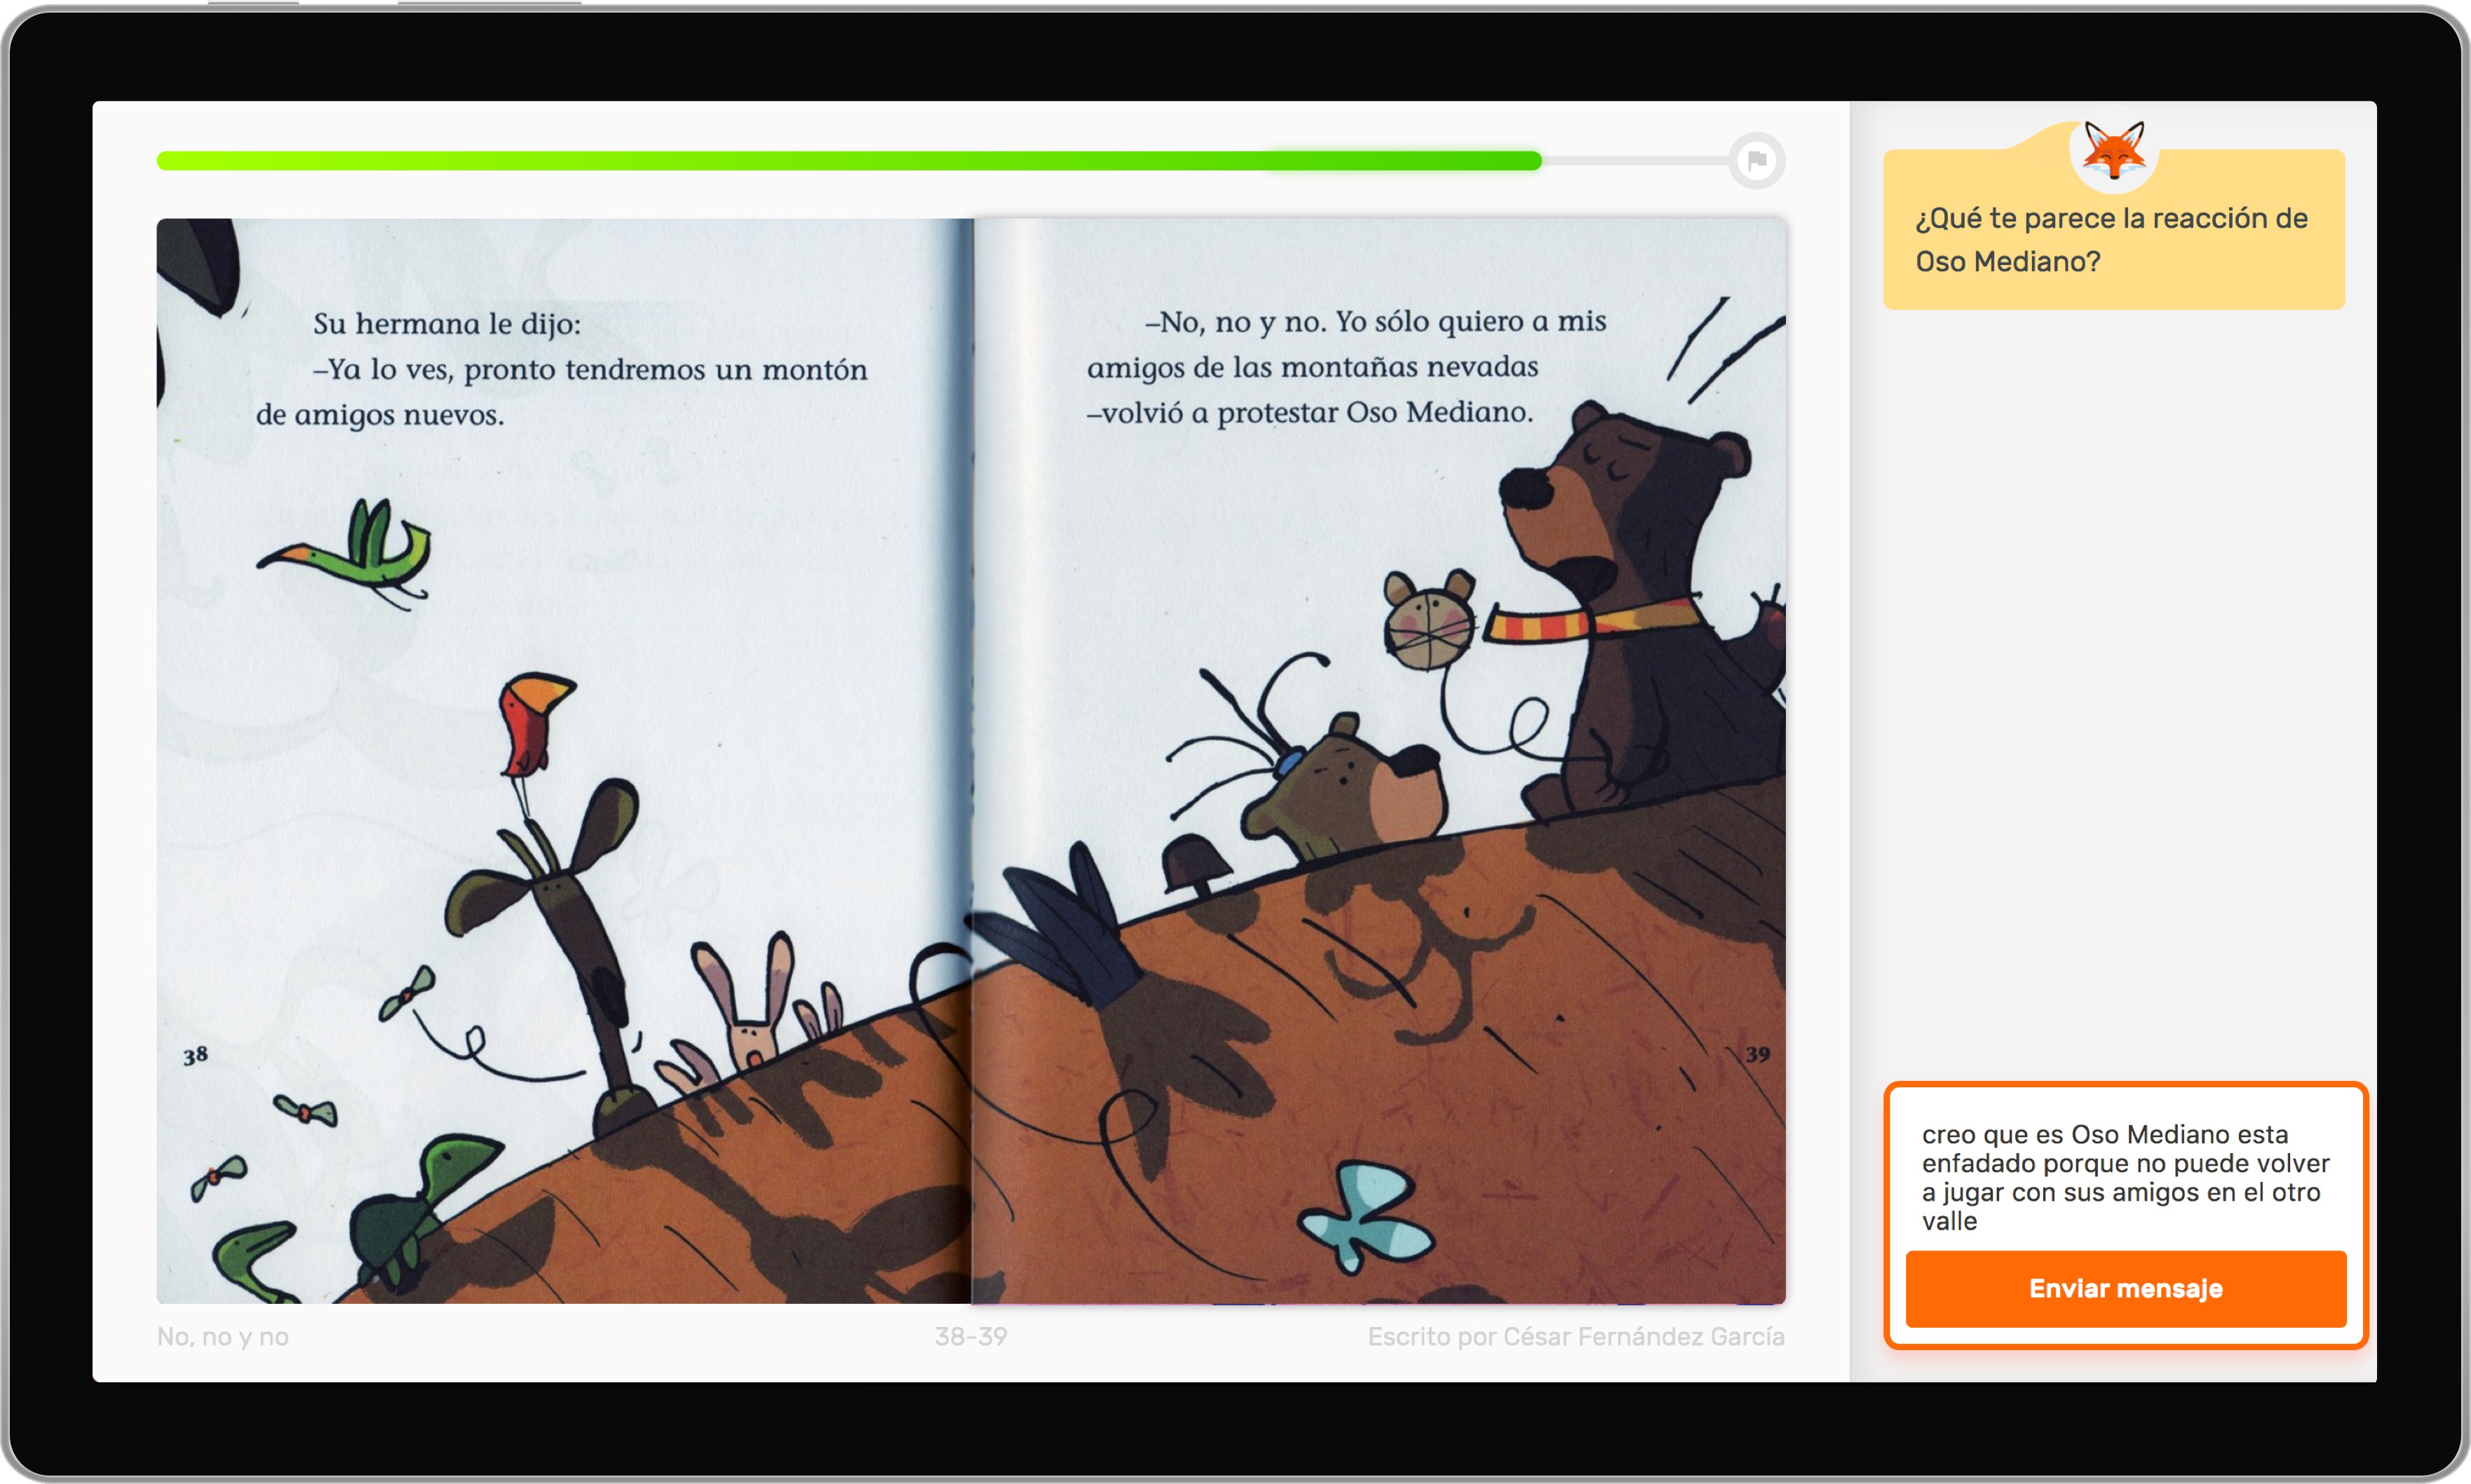 Su hermana le dijo:
–Ya lo ves, pronto tendremos un montón
de amigos nuevos.
38
–No, no y no. Yo sólo quiero a mis
amigos de las montañas nevadas
–volvió a protestar Oso Mediano.
39
No, no y no
38-39
Escrito por César Fernández García
¿Qué te parece la reacción de
Oso Mediano?
creo que es Oso Mediano esta
enfadado porque no puede volver
a jugar con sus amigos en el otro
valle
Enviar mensaje